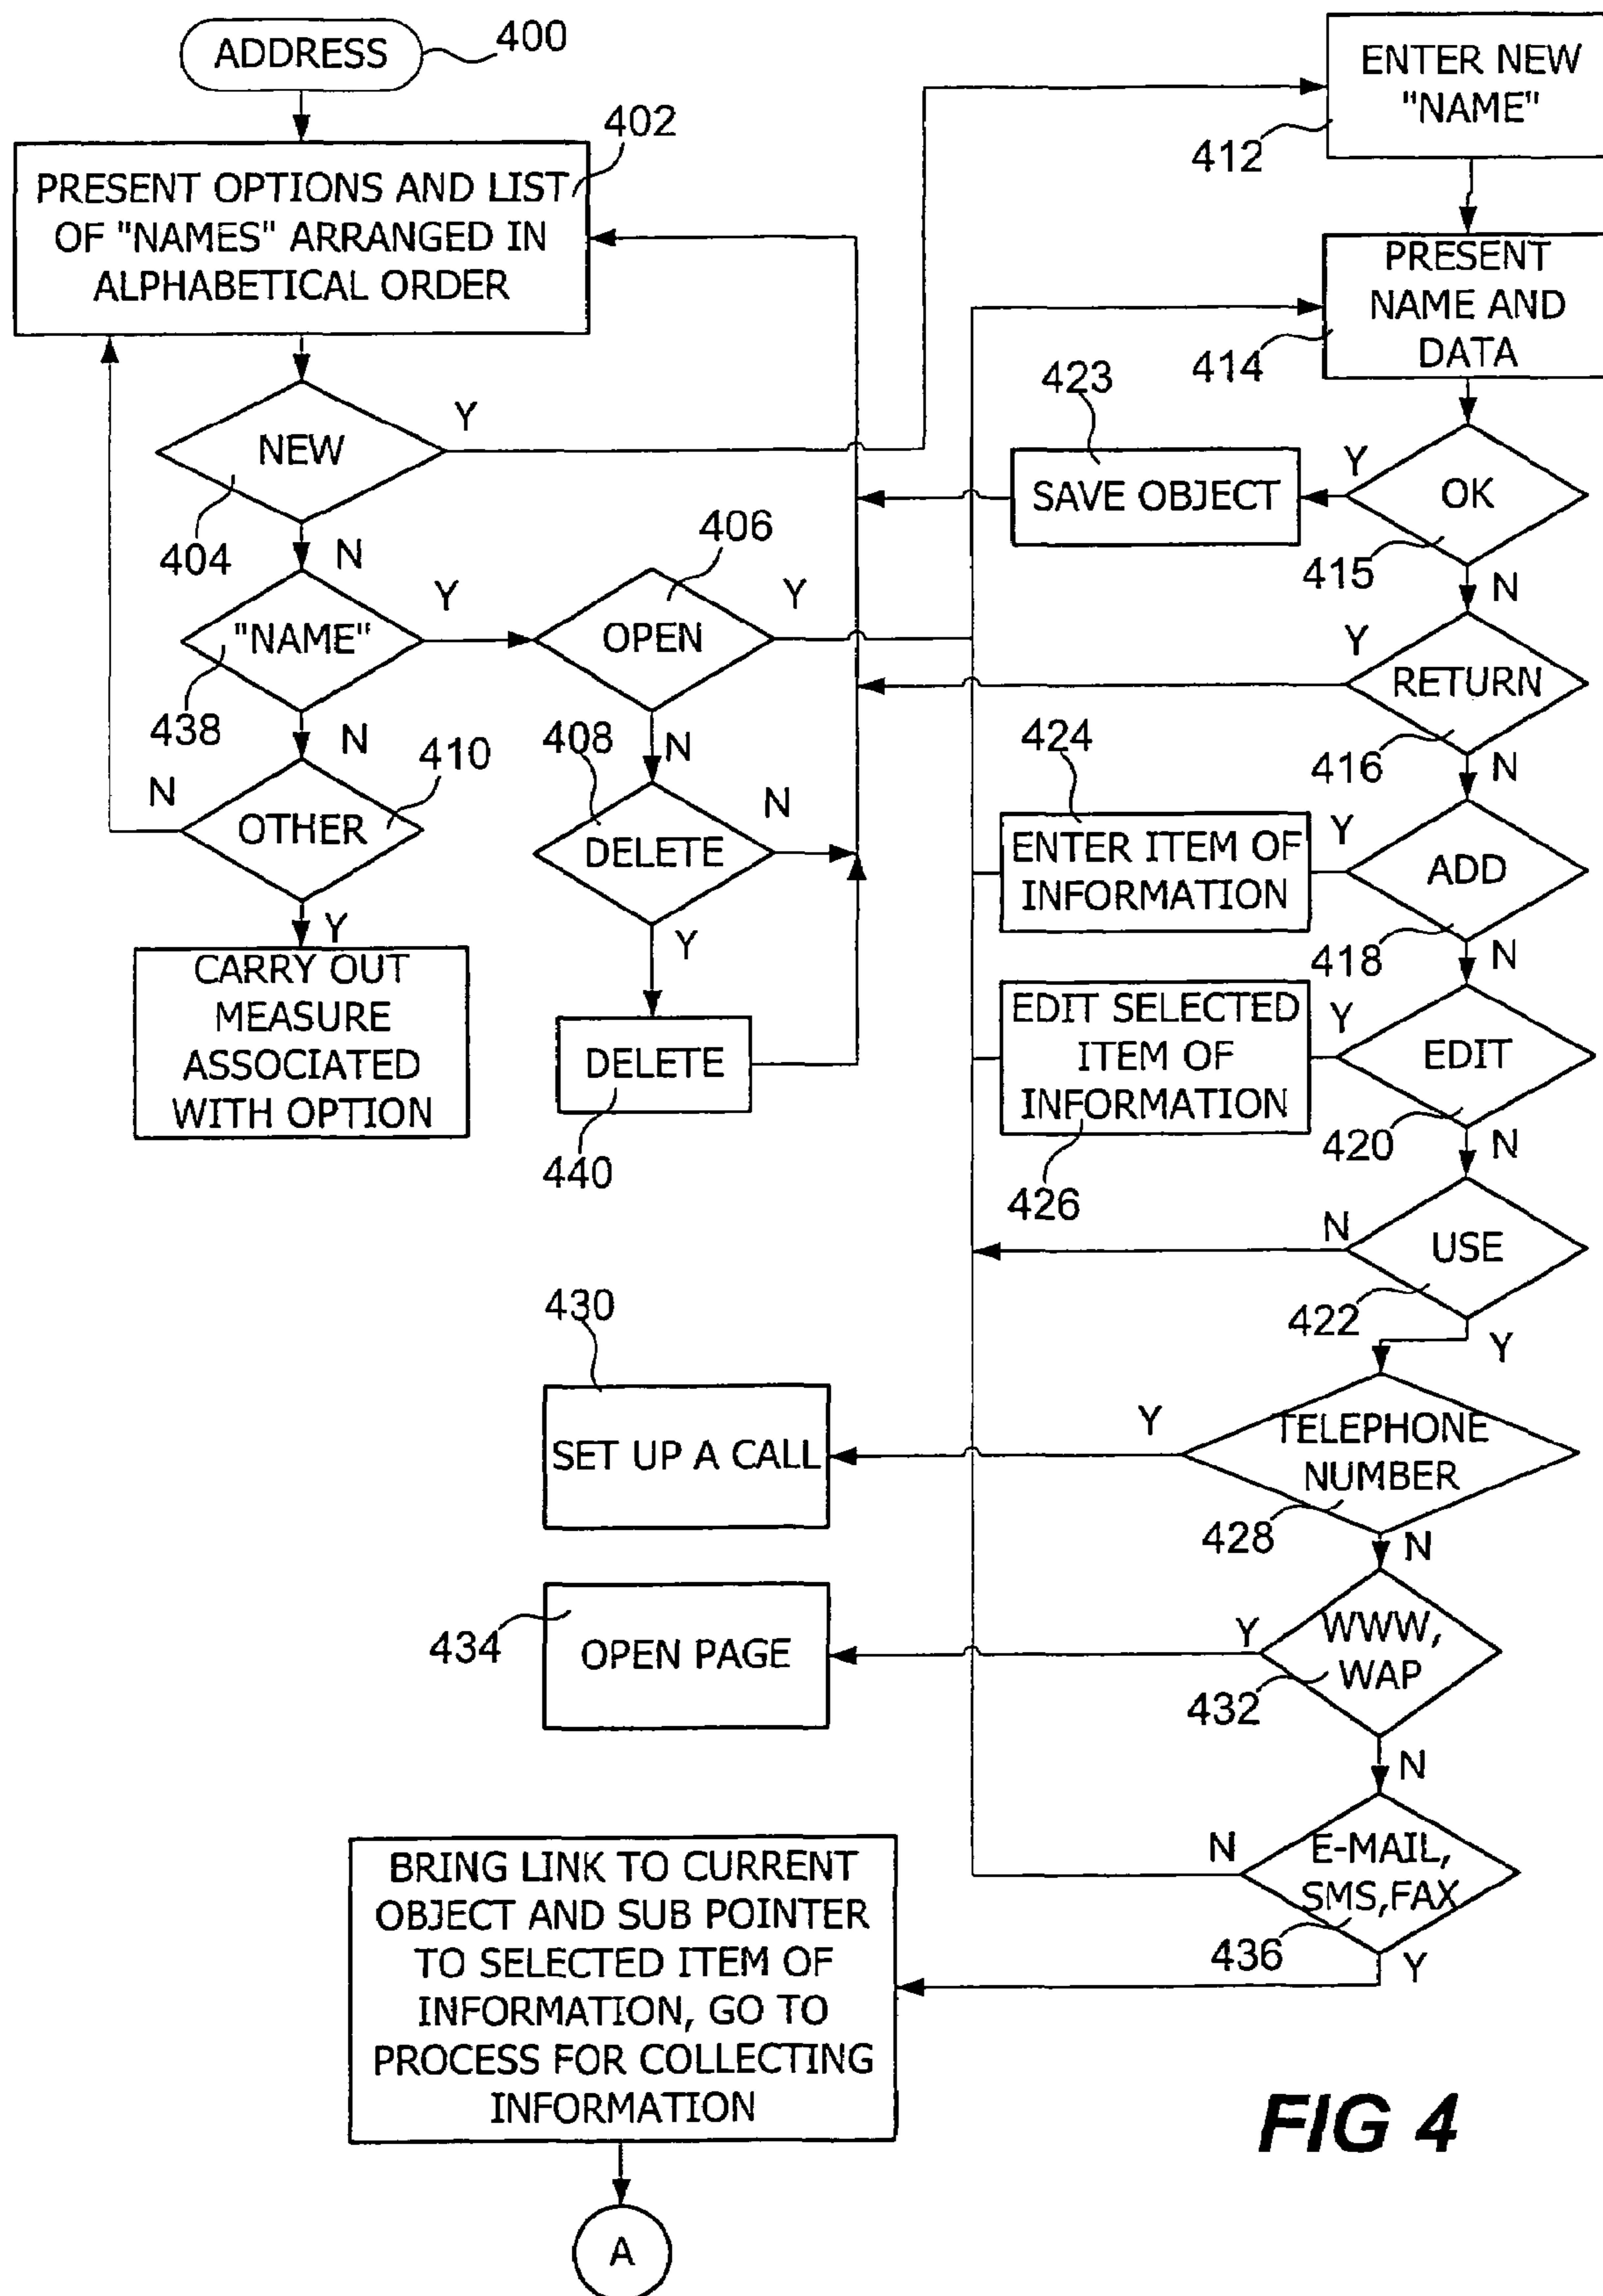 ADDRESS
400
402
PRESENT OPTIONS AND LIST
OF "NAMES" ARRANGED IN
ALPHABETICAL ORDER
NEW
404
Y
N
"NAME"
438
Y
N
OTHER
410
N
Y
CARRY OUT
MEASURE
ASSOCIATED
WITH OPTION
406
OPEN
Y
N
408
DELETE
N
Y
DELETE
440
ENTER NEW
"NAME"
412
PRESENT
NAME AND
DATA
414
423
SAVE OBJECT
Y
OK
415
N
Y
RETURN
416
N
424
ENTER ITEM OF
INFORMATION
Y
ADD
418
N
EDIT SELECTED
ITEM OF
INFORMATION
426
Y
EDIT
420
N
N
USE
422
Y
430
SET UP A CALL
Y
TELEPHONE
NUMBER
428
N
434
OPEN PAGE
Y
WWW,
WAP
432
N
N
E-MAIL,
SMS,FAX
436
Y
BRING LINK TO CURRENT
OBJECT AND SUB POINTER
TO SELECTED ITEM OF
INFORMATION, GO TO
PROCESS FOR COLLECTING
INFORMATION
A
FIG 4